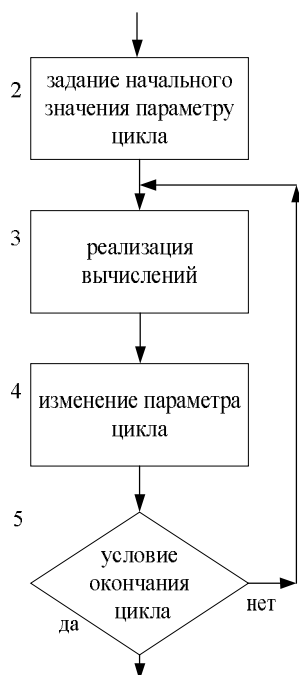 2
задание начального
значения параметру
цикла
3
реализация
вычислений
4
изменение параметра
цикла
5
условие
окончания
цикла
да
нет